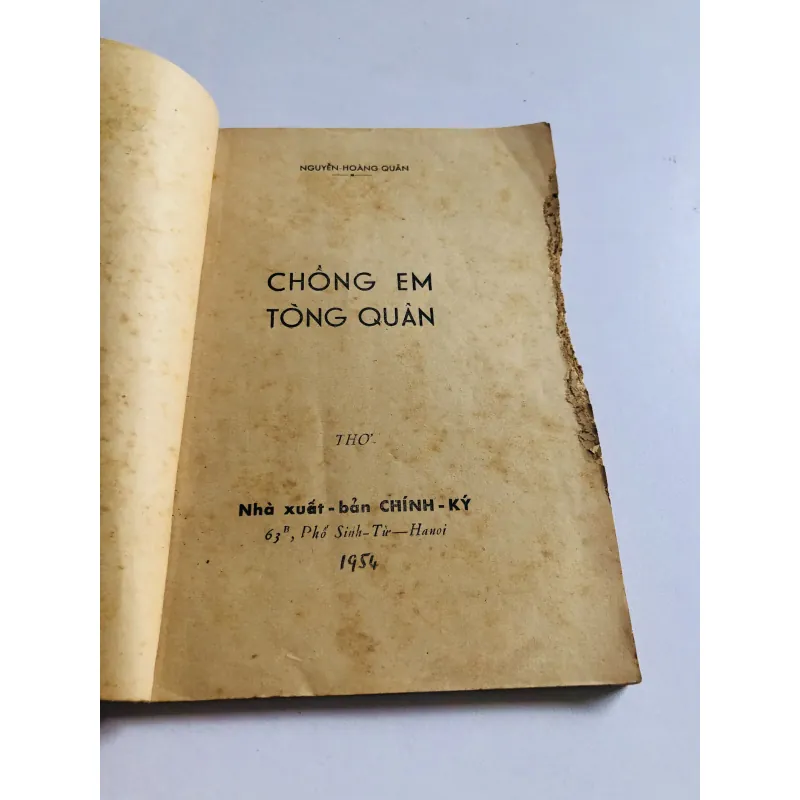 NGUYỄN-HOÀNG QUÂN
CHỒNG EM
TÒNG QUÂN
THƠ
Nhà xuất-bản CHÍNH-KÝ
63ᴮ, Phố Sinh-Từ—Hanoi
1954